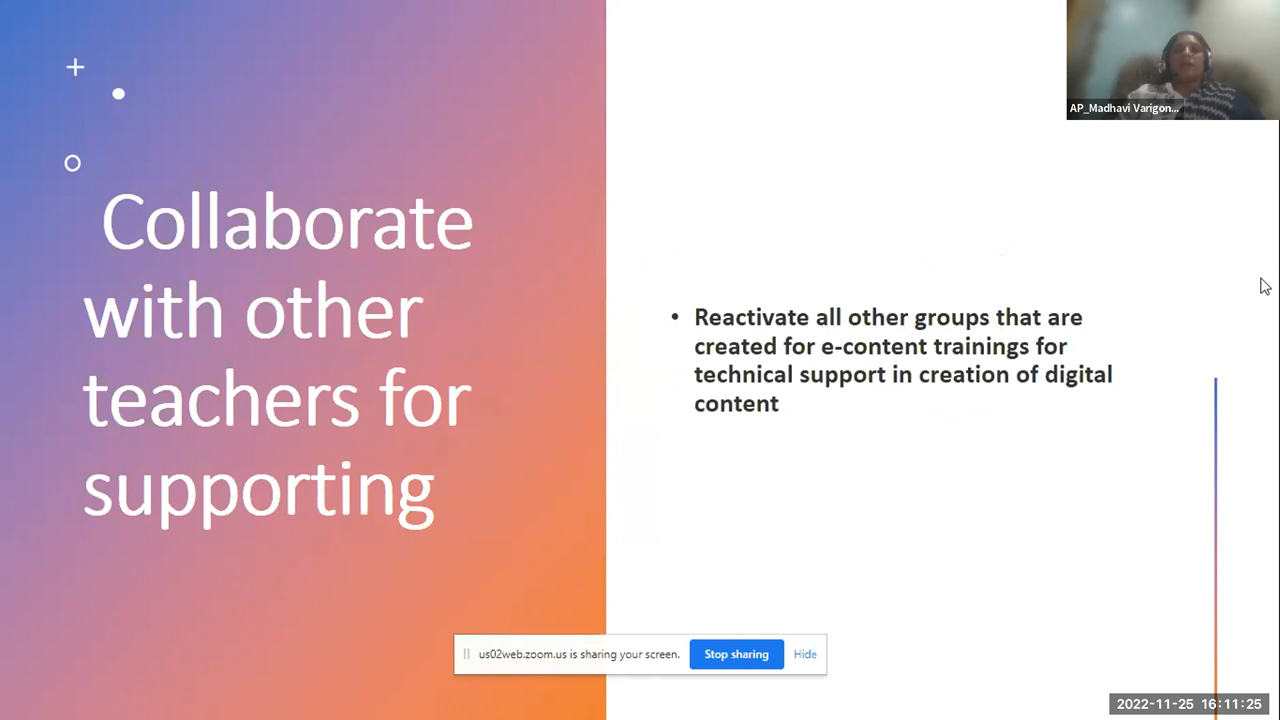 AP_Madhavi Varigon...
Collaborate
with other
teachers for
supporting
• Reactivate all other groups that are
created for e-content trainings for
technical support in creation of digital
content
us02web.zoom.us is sharing your screen. Stop sharing Hide
2022-11-25 16:11:25